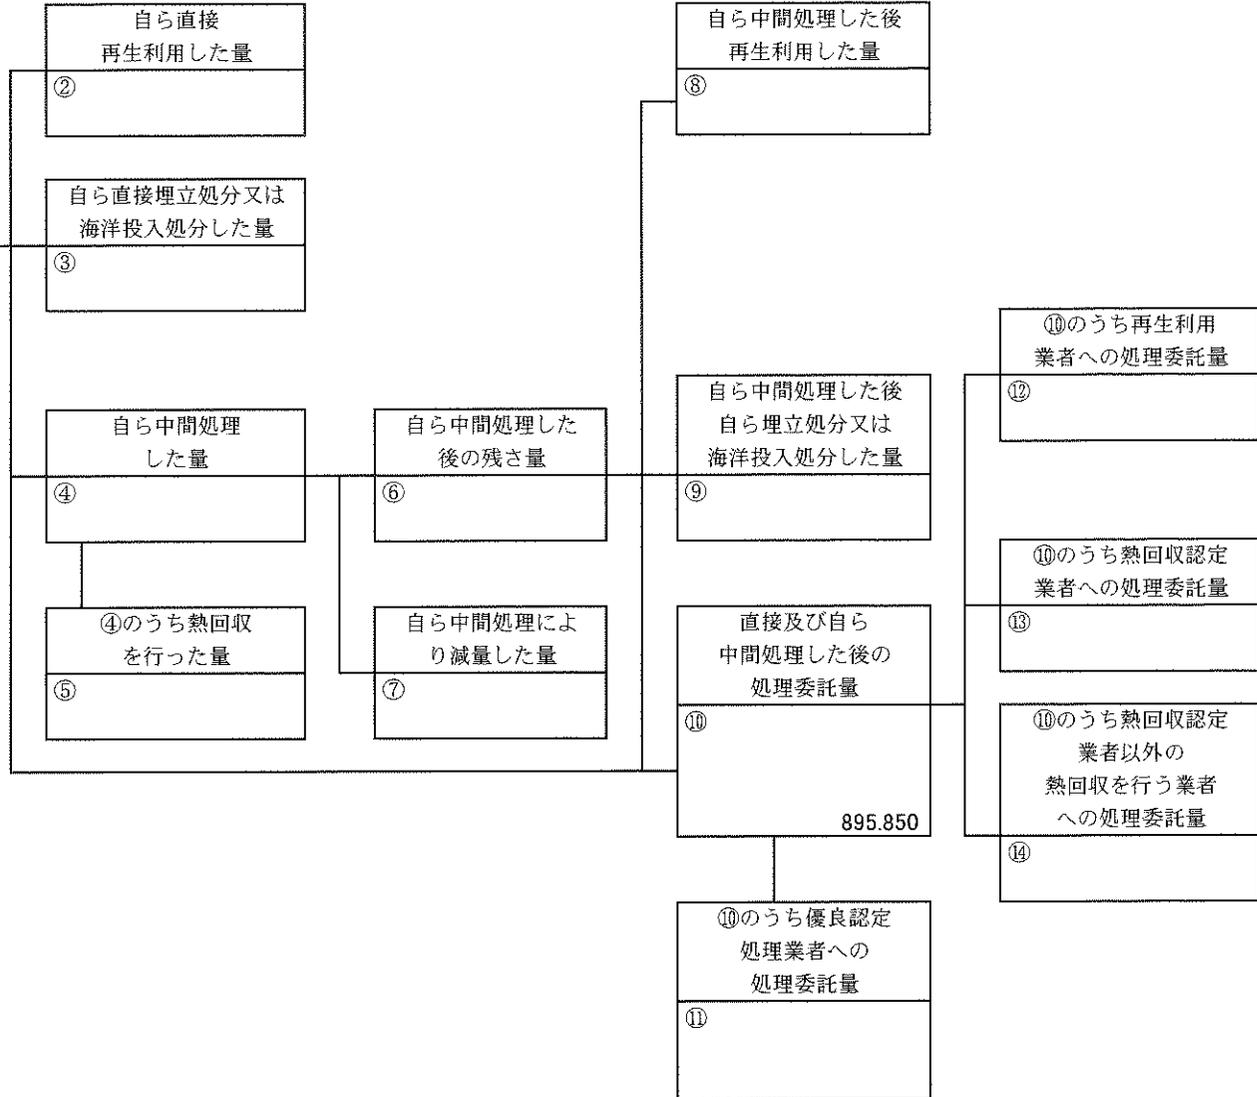 自ら直接
再生利用した量
②
自ら中間処理した後
再生利用した量
⑧
自ら直接埋立処分又は
海洋投入処分した量
③
⑩のうち再生利用
業者への処理委託量
⑫
自ら中間処理
した量
④
自ら中間処理した
後の残さ量
⑥
自ら中間処理した後
自ら埋立処分又は
海洋投入処分した量
⑨
⑩のうち熱回収認定
業者への処理委託量
⑬
④のうち熱回収
を行った量
⑤
自ら中間処理によ
り減量した量
⑦
直接及び自ら
中間処理した後の
処理委託量
⑩
895.850
⑩のうち熱回収認定
業者以外の
熱回収を行う業者
への処理委託量
⑭
⑩のうち優良認定
処理業者への
処理委託量
⑪